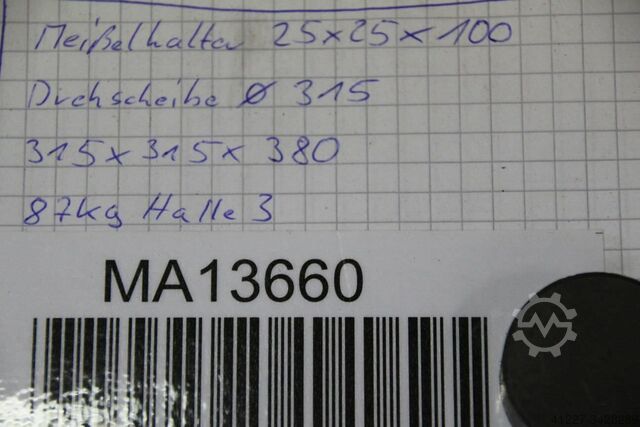 Meißelhalter 25x25x100
Drehscheibe Ø 315
315x315x380
87kg Halle 3
MA13660